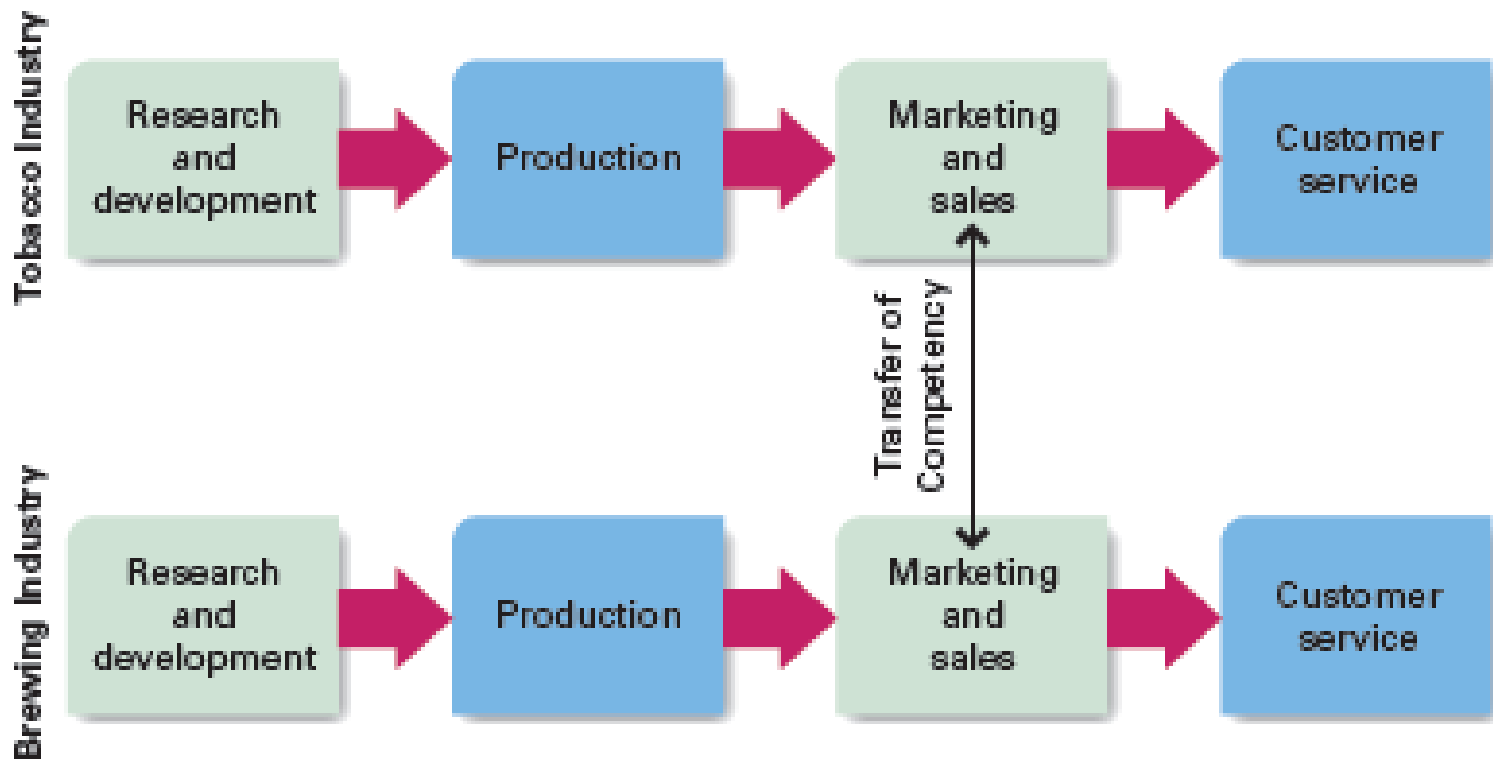 Tobacco Industry
Research
and
development
Production
Marketing
and
sales
Customer
service
Transfer of
Competency
Brewing Industry
Research
and
development
Production
Marketing
and
sales
Customer
service